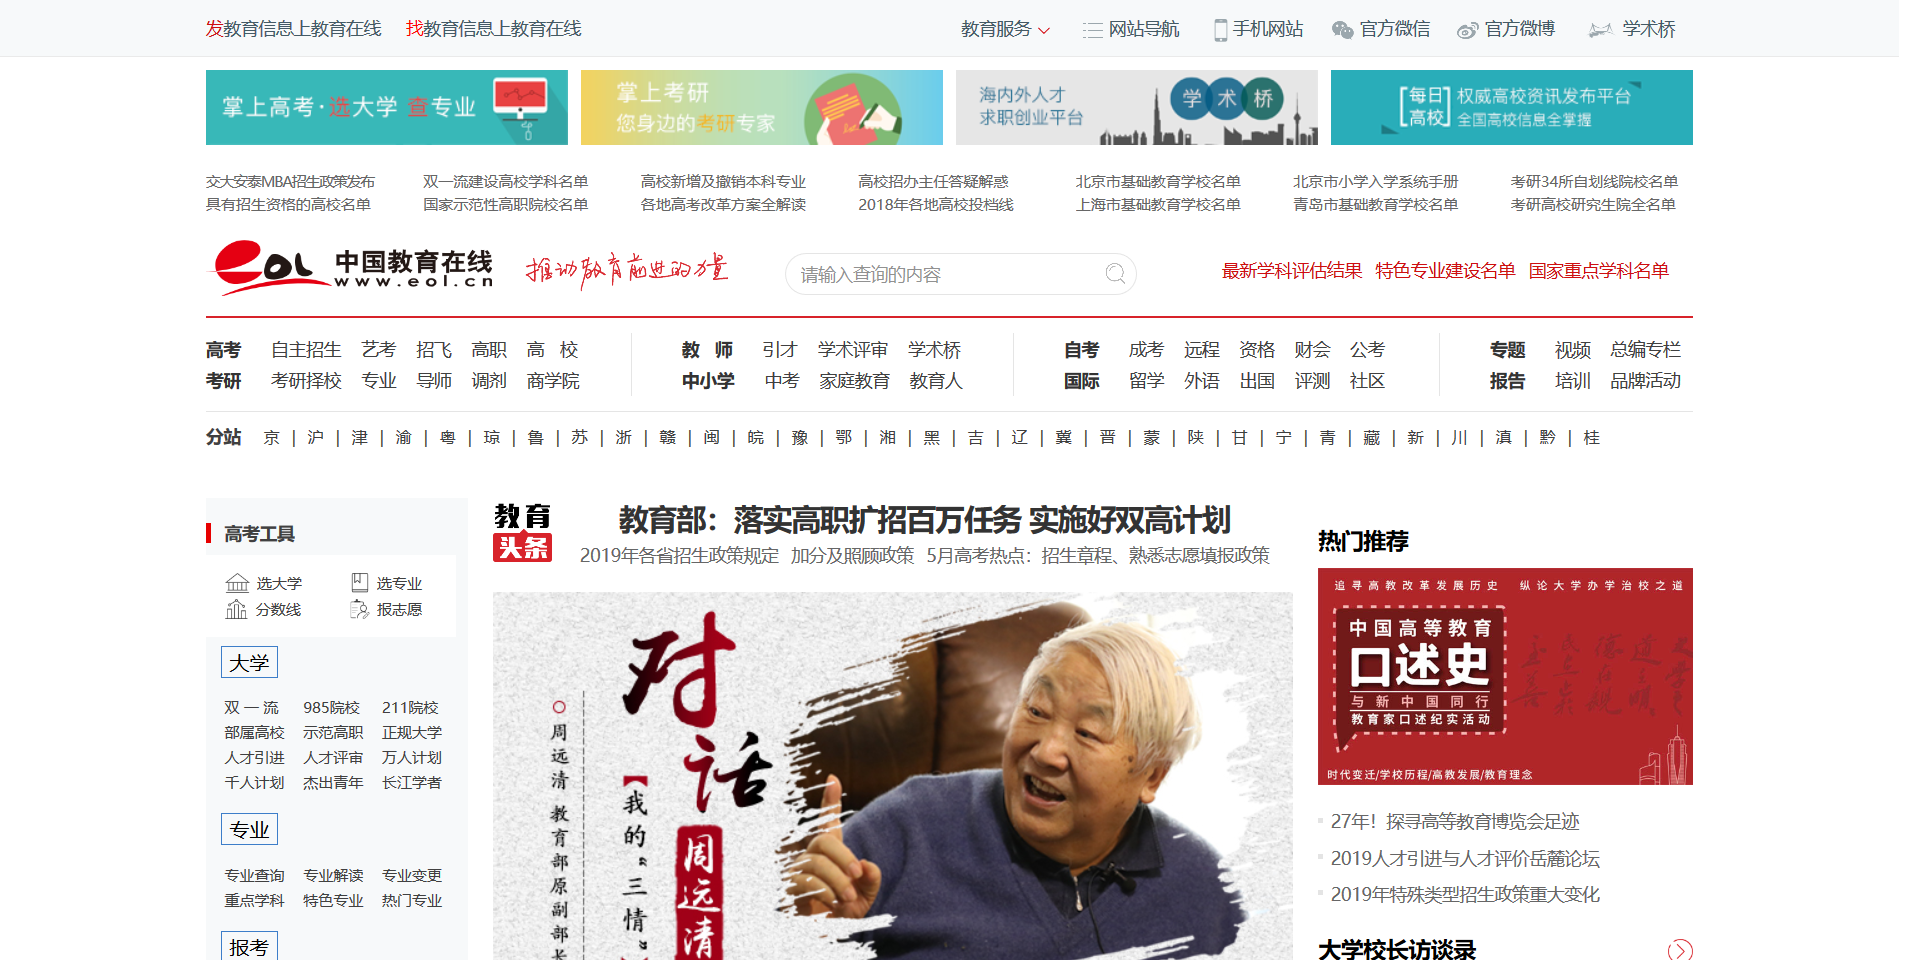 发教育信息上教育在线 找教育信息上教育在线 教育服务 网站导航 手机网站 官方微信 官方微博 学术桥
掌上高考·选大学 查专业
掌上考研
您身边的考研专家
海内外人才
求职创业平台
学术桥
[每日高校] 权威高校资讯发布平台
全国高校信息全掌握
交大安泰MBA招生政策发布 双一流建设高校学科名单 高校新增及撤销本科专业 高校招办主任答疑解惑 北京市基础教育学校名单 北京市小学入学系统手册 考研34所自划线院校名单
具有招生资格的高校名单 国家示范性高职院校名单 各地高考改革方案全解读 2018年各地高校投档线 上海市基础教育学校名单 青岛市基础教育学校名单 考研高校研究生院全名单
eol 中国教育在线
www.eol.cn
推动教育前进的力量
请输入查询的内容
最新学科评估结果 特色专业建设名单 国家重点学科名单
高考 自主招生 艺考 招飞 高职 高 校 教 师 引才 学术评审 学术桥 自考 成考 远程 资格 财会 公考 专题 视频 总编专栏
考研 考研择校 专业 导师 调剂 商学院 中小学 中考 家庭教育 教育人 国际 留学 外语 出国 评测 社区 报告 培训 品牌活动
分站 京 | 沪 | 津 | 渝 | 粤 | 琼 | 鲁 | 苏 | 浙 | 赣 | 闽 | 皖 | 豫 | 鄂 | 湘 | 黑 | 吉 | 辽 | 冀 | 晋 | 蒙 | 陕 | 甘 | 宁 | 青 | 藏 | 新 | 川 | 滇 | 黔 | 桂
高考工具
选大学 选专业
分数线 报志愿
大学
双 一 流 985院校 211院校
部属高校 示范高职 正规大学
人才引进 人才评审 万人计划
千人计划 杰出青年 长江学者
专业
专业查询 专业解读 专业变更
重点学科 特色专业 热门专业
报考
教育
头条
教育部：落实高职扩招百万任务 实施好双高计划
2019年各省招生政策规定 加分及照顾政策 5月高考热点：招生章程、熟悉志愿填报政策
对话
周远清
【我的“三情”
周远清 教育部原副部长
热门推荐
追寻高教改革发展历史 纵论大学办学治校之道
中国高等教育
口述史
与新中国同行
教育家口述纪实活动
时代变迁/学校历程/高教发展/教育理念
27年！探寻高等教育博览会足迹
2019人才引进与人才评价岳麓论坛
2019年特殊类型招生政策重大变化
大学校长访谈录